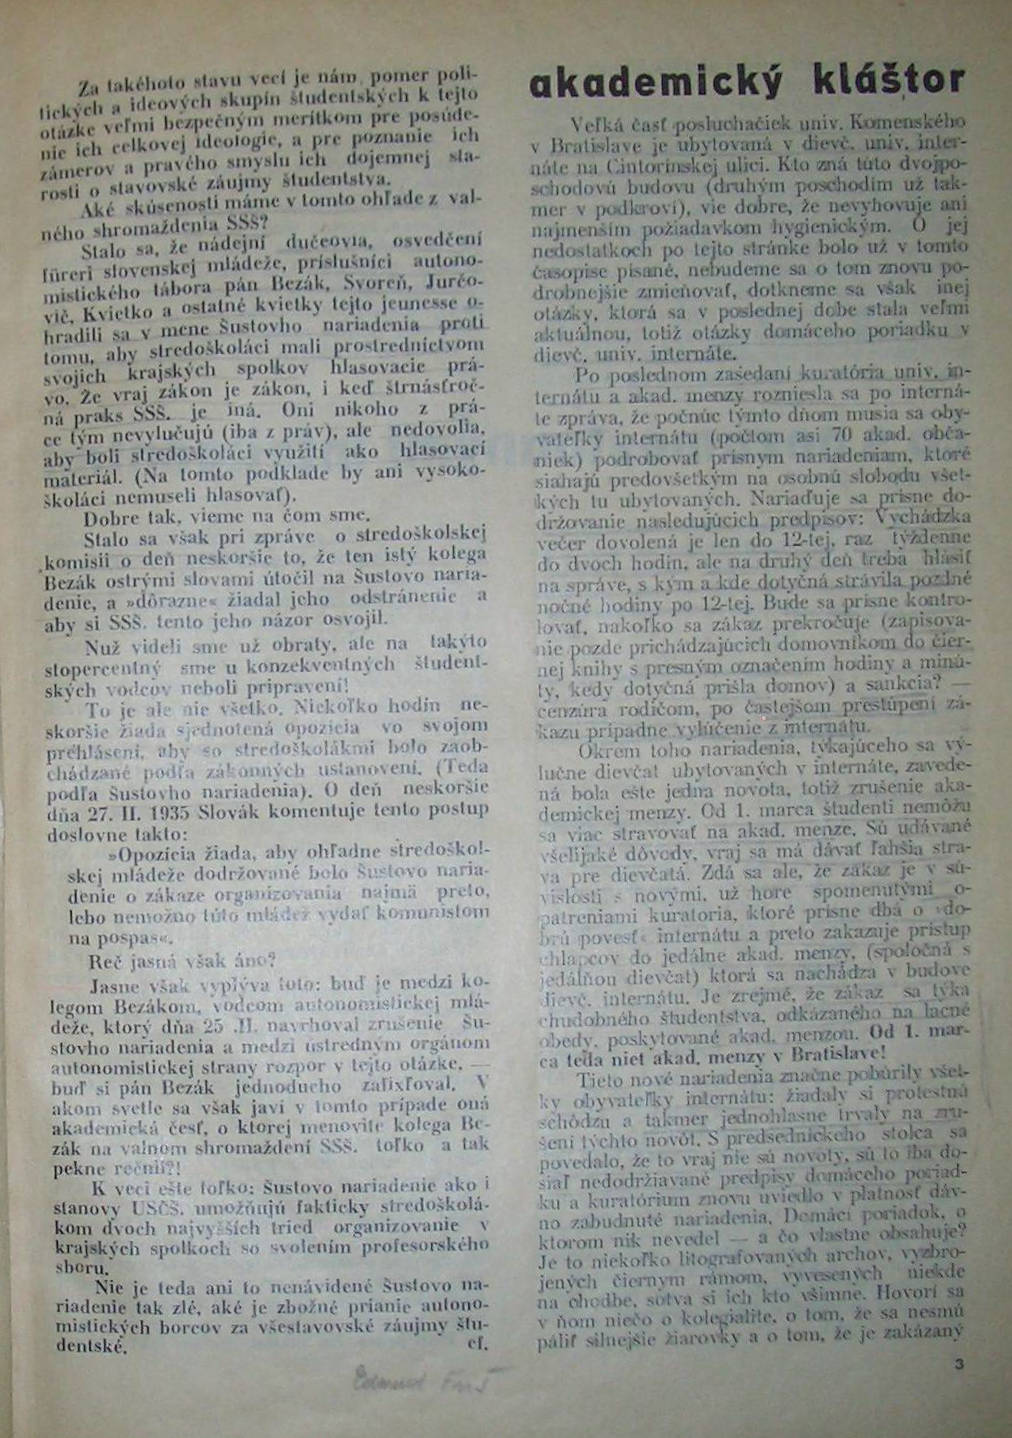 Za takéhoto stavu vecí je nám pomer poli-
tických a ideových skupín študentských k tejto
otázke veľmi bezpečným merítkom pre posúde-
nie ich celkovej ideologie, a pre poznanie ich
zámerov a pravého smyslu ich dojemnej sta-
rosti o stavovské záujmy študentstva.
Aké skúsenosti máme v tomto ohľade z val-
ného shromaždenia SSŠ?
Stalo sa, že nádejní dučeovia, osvedčení
füreri slovenskej mládeže, príslušníci autono-
mistického tábora pán Bezák, Svoreň, Jurčo-
vič, Kvietko a ostatné kvietky tejto jeunesse o-
hradili sa v mene Šustovho nariadenia proti
tomu, aby stredoškoláci mali prostredníctvom
svojich krajských spolkov hlasovacie prá-
vo. Že vraj zákon je zákon, i keď štrnásťroč-
ná praks SSŠ. je iná. Oni nikoho z prá-
ce tým nevylučujú (iba z práv), ale nedovolia,
aby boli stredoškoláci využití ako hlasovací
materiál. (Na tomto podklade by ani vysoko-
školáci nemuseli hlasovať).
Dobre tak, vieme na čom sme.
Stalo sa však pri zpráve o stredoškolskej
komisii o deň neskoršie to, že ten istý kolega
Bezák ostrými slovami útočil na Šustovo naria-
denie, a »dôrazne« žiadal jeho odstránenie a
aby si SSŠ. tento jeho názor osvojil.
Nuž videli sme už obraty, ale na takýto
stopercentný sme u konzekventných študent-
ských vodcov neboli pripravení!
To je ale nie všetko. Niekoľko hodín ne-
skoršie žiada sjednotená opozícia vo svojom
prehlásení, aby so stredoškolákmi bolo zaob-
chádzané podľa zákonných ustanovení. (Teda
podľa Šustovho nariadenia). O deň neskoršie
dňa 27. II. 1935 Slovák komentuje tento postup
doslovne takto:
»Opozícia žiada, aby ohľadne stredoškol-
skej mládeže dodržované bolo Šustovo naria-
denie o zákaze organizovania najmä preto,
lebo nemožno túto mládež vydať komunistom
na pospas«.
Reč jasná však áno?
Jasne však vyplýva toto: buď je medzi ko-
legom Bezákom, vodcom autonomistickej mlá-
deže, ktorý dňa 25 .II. navrhoval zrušenie Šu-
stovho nariadenia a medzi ústredným orgánom
autonomistickej strany rozpor v tejto otázke, —
buď si pán Bezák jednoducho zafixľoval. V
akom svetle sa však javí v tomto prípade oná
akademická česť, o ktorej menovite kolega Be-
zák na valnom shromaždení SSŠ. toľko a tak
pekne rečnil?!
K veci ešte toľko: Šustovo nariadenie ako i
stanovy USČS. umožňujú fakticky stredoškolá-
kom dvoch najvyšších tried organizovanie v
krajských spolkoch so svolením profesorského
sboru.
Nie je teda ani to nenávidené Šustovo na-
riadenie tak zlé, aké je zbožné prianie autono-
mistických borcov za všestavovské záujmy štu-
dentské. ef.
akademický kláštor
Veľká časť poslucháčiek univ. Komenského
v Bratislave je ubytovaná v dievč. univ. inter-
náte na Cintorínskej ulici. Kto zná túto dvojpo-
schodovú budovu (druhým poschodím už tak-
mer v podkroví), vie dobre, že nevyhovuje ani
najmenším požiadavkom hygienickým. O jej
nedostatkoch po tejto stránke bolo už v tomto
časopise písané, nebudeme sa o tom znovu po-
drobnejšie zmieňovať, dotkneme sa však inej
otázky, ktorá sa v poslednej dobe stala veľmi
aktuálnou, totiž otázky domáceho poriadku v
dievč. univ. internáte.
Po poslednom zasedaní kuratória univ. in-
ternátu a akad. menzy rozniesla sa po interná-
te zpráva, že počnúc týmto dňom musia sa oby-
vateľky internátu (počtom asi 70 akad. obča-
niek) podrobovať prísnym nariadeniam, ktoré
siahajú predovšetkým na osobnú slobodu všet-
kých tu ubytovaných. Nariaďuje sa prísne do-
držovanie nasledujúcich predpisov: Vychádzka
večer dovolená je len do 12-tej, raz týždenne
do dvoch hodín, ale na druhý deň treba hlásiť
na správe, s kým a kde dotyčná strávila pozdné
nočné hodiny po 12-tej. Bude sa prísne kontro-
lovať, nakoľko sa zákaz prekročuje (zapisova-
nie pozde prichádzajúcich domovníkom do čier-
nej knihy s presným označením hodiny a minú-
ty, kedy dotyčná prišla domov) a sankcia? —
cenzúra rodičom, po častejšom prestúpení zá-
kazu prípadne vylúčenie z internátu.
Okrem toho nariadenia, týkajúceho sa vý-
lučne dievčat ubytovaných v internáte, zavede-
ná bola ešte jedna novota, totiž zrušenie aka-
demickej menzy. Od 1. marca študenti nemôžu
sa viac stravovať na akad. menze. Sú udávané
všelijaké dôvody, vraj sa má dávať ľahšia stra-
va pre dievčatá. Zdá sa ale, že zákaz je v sú-
vislosti s novými, už hore spomenutými o-
patreniami kuratoria, ktoré prísne dbá o »do-
brú povesť« internátu a preto zakazuje prístup
chlapcov do jedálne akad. menzy, (spoločná s
jedálňou dievčat) ktorá sa nachádza v budove
dievč. internátu. Je zrejmé, že zákaz sa týka
chudobného študentstva, odkázaného na lacné
obedy, poskytované akad. menzou. Od 1. mar-
ca teda niet akad. menzy v Bratislave!
Tieto nové nariadenia značne pobúrily všet-
ky obyvateľky internátu: žiadaly si protestnú
schôdzu a takmer jednohlasne trvaly na zru-
šení týchto novôt. S predsedníckeho stolca sa
povedalo, že to vraj nie sú novoty, sú to iba do-
siaľ nedodržiavané predpisy domáceho poriad-
ku a kuratórium znovu uviedlo v platnosť dáv-
no zabudnuté nariadenia. Domáci poriadok, o
ktorom nik nevedel — a čo vlastne obsahuje?
Je to niekoľko litografovaných archov, vyzbro-
jených čiernym rámom, vyvesených niekde
na chodbe, sotva si ich kto všimne. Hovorí sa
v ňom niečo o kolegialite, o tom, že sa nesmú
páliť silnejšie žiarovky a o tom, že je zakázaný
3
Edmund